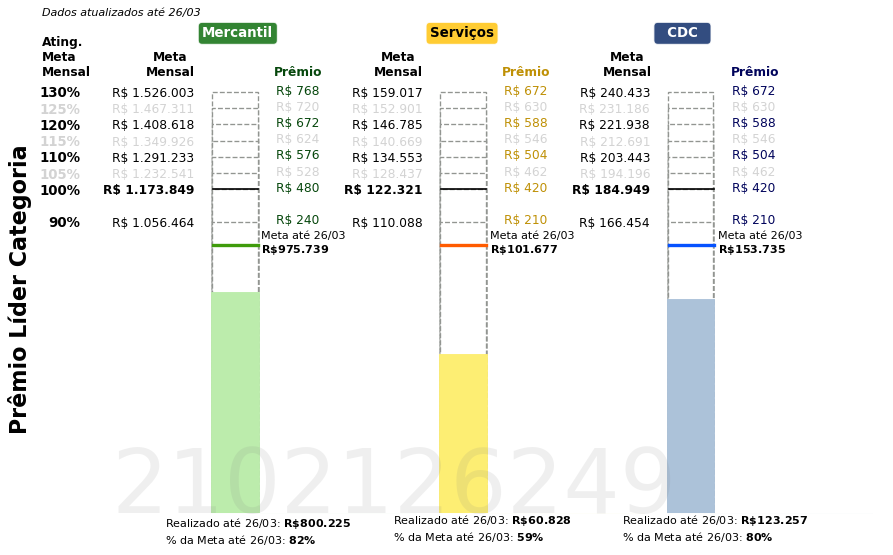 Dados atualizados até 26/03
Mercantil Serviços CDC
Ating. Meta Mensal Meta Mensal Prêmio Meta Mensal Prêmio Meta Mensal Prêmio
130% R$ 1.526.003 R$ 768 R$ 159.017 R$ 672 R$ 240.433 R$ 672
125% R$ 1.467.311 R$ 720 R$ 152.901 R$ 630 R$ 231.186 R$ 630
120% R$ 1.408.618 R$ 672 R$ 146.785 R$ 588 R$ 221.938 R$ 588
115% R$ 1.349.926 R$ 624 R$ 140.669 R$ 546 R$ 212.691 R$ 546
110% R$ 1.291.233 R$ 576 R$ 134.553 R$ 504 R$ 203.443 R$ 504
105% R$ 1.232.541 R$ 528 R$ 128.437 R$ 462 R$ 194.196 R$ 462
100% R$ 1.173.849 R$ 480 R$ 122.321 R$ 420 R$ 184.949 R$ 420
90% R$ 1.056.464 R$ 240 R$ 110.088 R$ 210 R$ 166.454 R$ 210
Meta até 26/03 Meta até 26/03 Meta até 26/03
R$975.739 R$101.677 R$153.735
Prêmio Líder Categoria
2102126249
Realizado até 26/03: R$800.225 Realizado até 26/03: R$60.828 Realizado até 26/03: R$123.257
% da Meta até 26/03: 82% % da Meta até 26/03: 59% % da Meta até 26/03: 80%